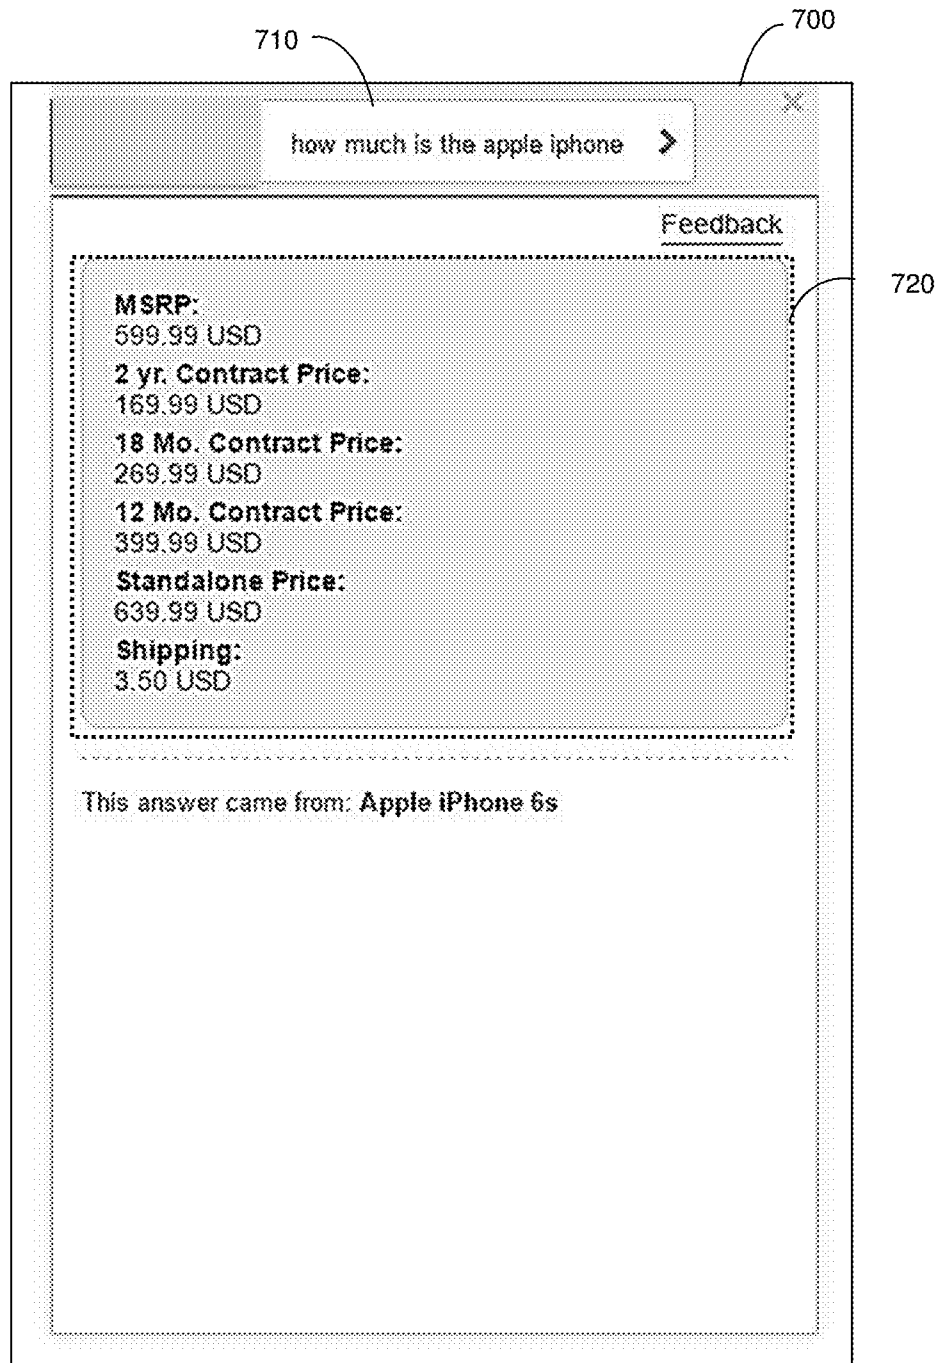 710
700
how much is the apple iphone
Feedback
720
MSRP:
599.99 USD
2 yr. Contract Price:
169.99 USD
18 Mo. Contract Price:
269.99 USD
12 Mo. Contract Price:
399.99 USD
Standalone Price:
639.99 USD
Shipping:
3.50 USD
This answer came from: Apple iPhone 6s